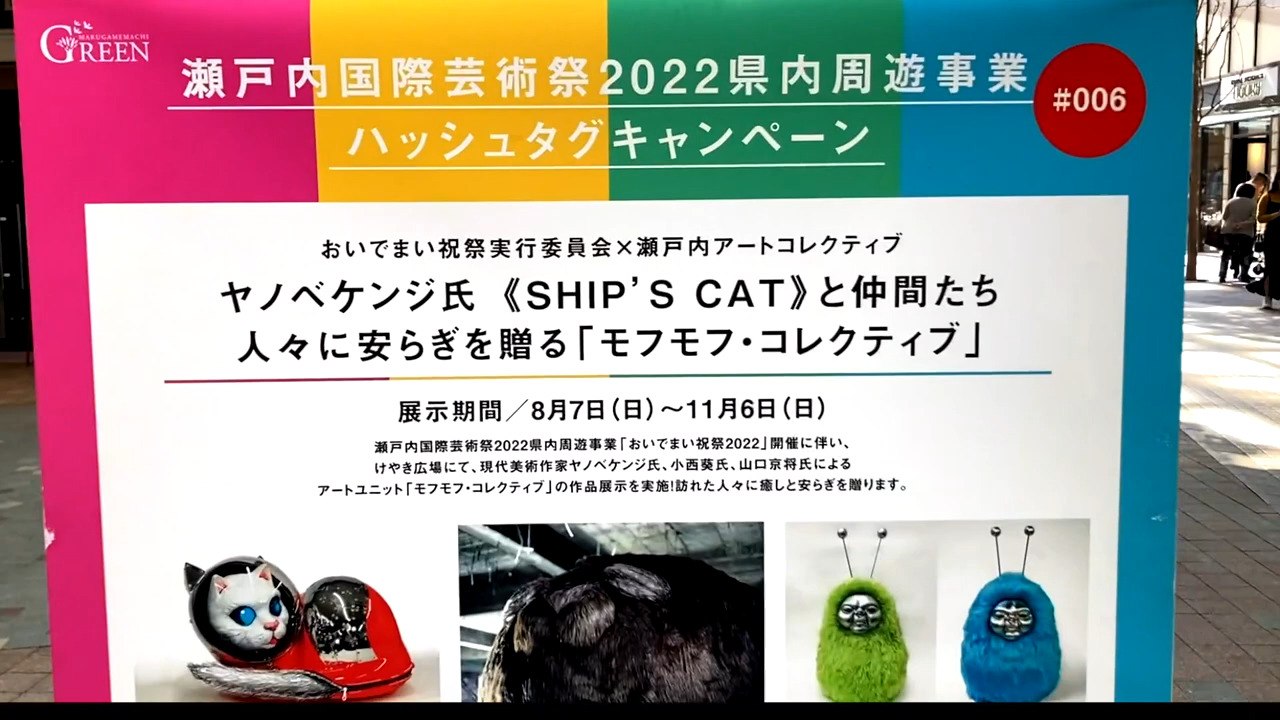 MARUGAMEMACHI
GREEN
瀬戸内国際芸術祭2022県内周遊事業
#006
ハッシュタグキャンペーン
おいでまい祝祭実行委員会×瀬戸内アートコレクティブ
ヤノベケンジ氏 《SHIP'S CAT》と仲間たち
人々に安らぎを贈る「モフモフ・コレクティブ」
展示期間／8月7日(日)～11月6日(日)
瀬戸内国際芸術祭2022県内周遊事業「おいでまい祝祭2022」開催に伴い、
けやき広場にて、現代美術作家ヤノベケンジ氏、小西葵氏、山口京将氏による
アートユニット「モフモフ・コレクティブ」の作品展示を実施!訪れた人々に癒しと安らぎを贈ります。